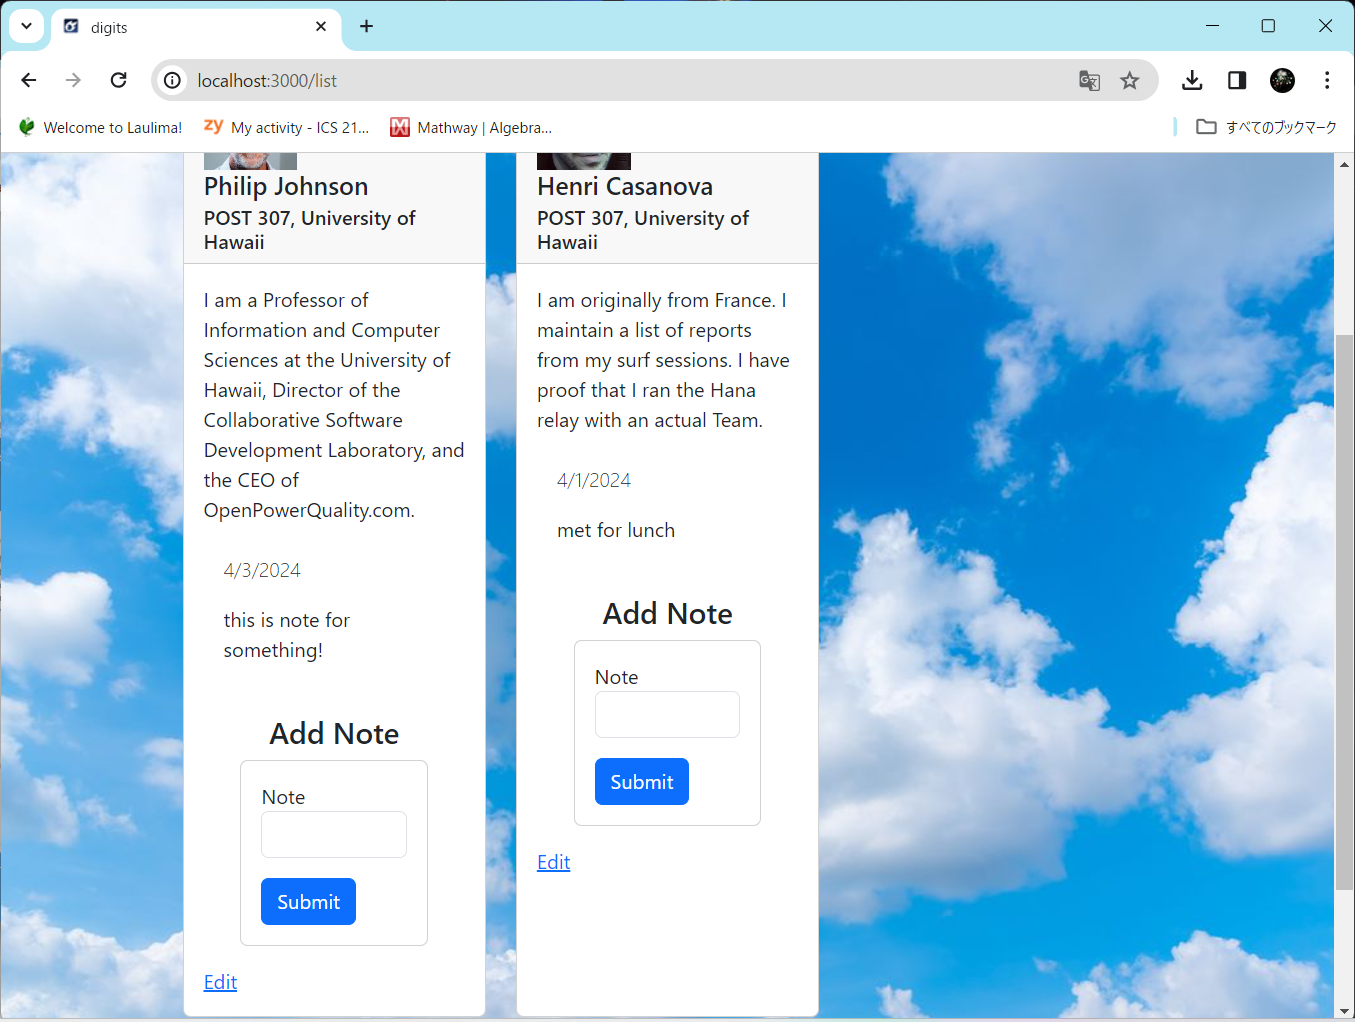 digits
localhost:3000/list
Welcome to Laulima!
zy My activity - ICS 21...
Mathway | Algebra...
すべてのブックマーク
Philip Johnson
POST 307, University of
Hawaii
I am a Professor of
Information and Computer
Sciences at the University of
Hawaii, Director of the
Collaborative Software
Development Laboratory, and
the CEO of
OpenPowerQuality.com.
4/3/2024
this is note for
something!
Add Note
Note
Submit
Edit
Henri Casanova
POST 307, University of
Hawaii
I am originally from France. I
maintain a list of reports
from my surf sessions. I have
proof that I ran the Hana
relay with an actual Team.
4/1/2024
met for lunch
Add Note
Note
Submit
Edit